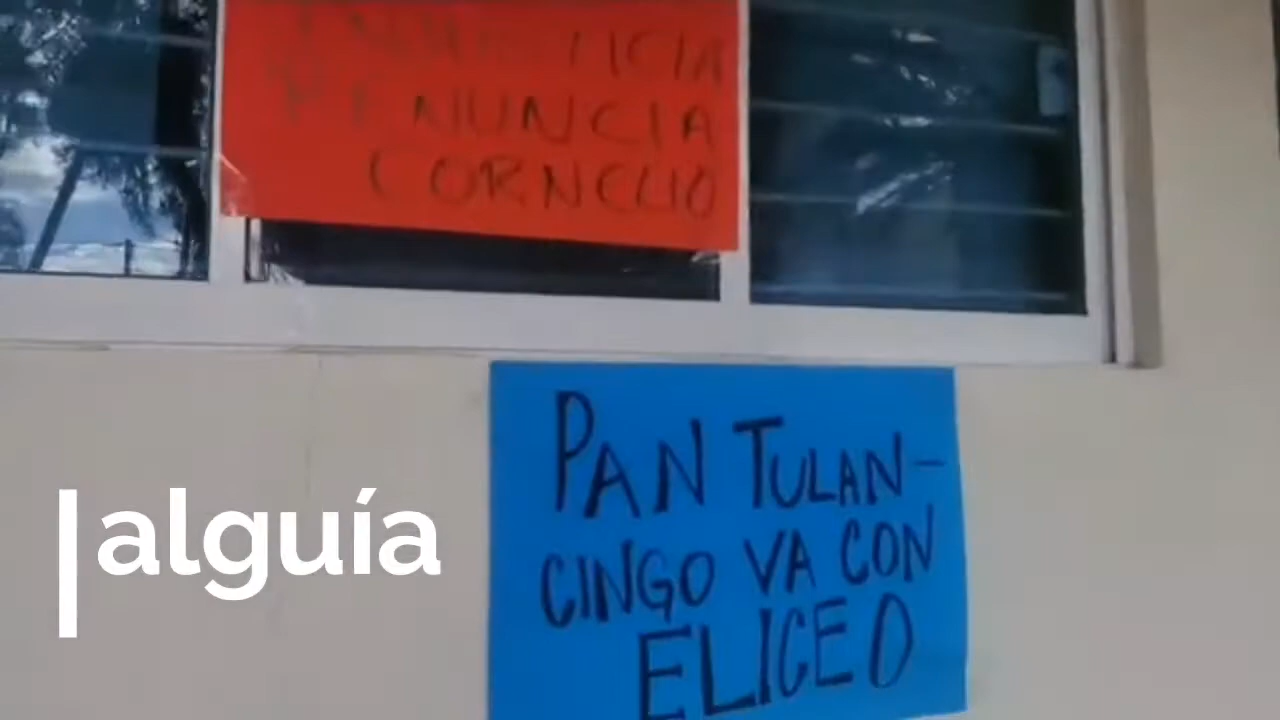 RENUNCIA
CORNELIO
PAN TULAN-
CINGO VA CON
ELICEO
alguía